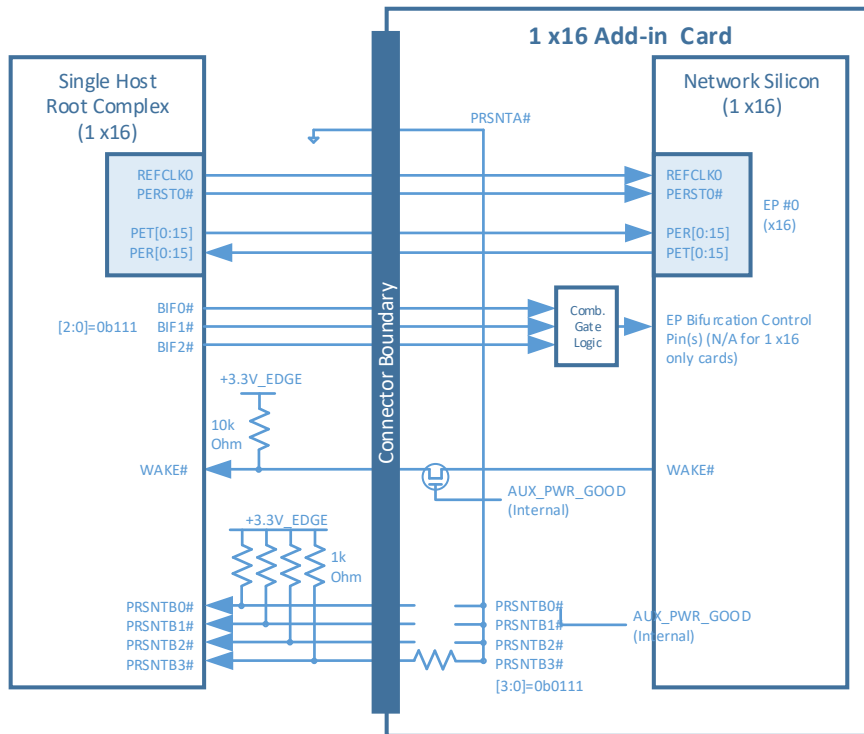 1 x16 Add-in Card
Single Host
Root Complex
(1 x16)
Network Silicon
(1 x16)
PRSNTA#
REFCLK0
PERST0#
PET[0:15]
PER[0:15]
REFCLK0
PERST0#
PER[0:15]
PET[0:15]
EP #0
(x16)
BIF0#
[2:0]=0b111
BIF1#
BIF2#
Comb.
Gate
Logic
EP Bifurcation Control
Pin(s) (N/A for 1 x16
only cards)
Connector Boundary
+3.3V_EDGE
10k
Ohm
WAKE#
WAKE#
AUX_PWR_GOOD
(Internal)
+3.3V_EDGE
1k
Ohm
PRSNTB0#
PRSNTB1#
PRSNTB2#
PRSNTB3#
PRSNTB0#
PRSNTB1#
PRSNTB2#
PRSNTB3#
[3:0]=0b0111
AUX_PWR_GOOD
(Internal)